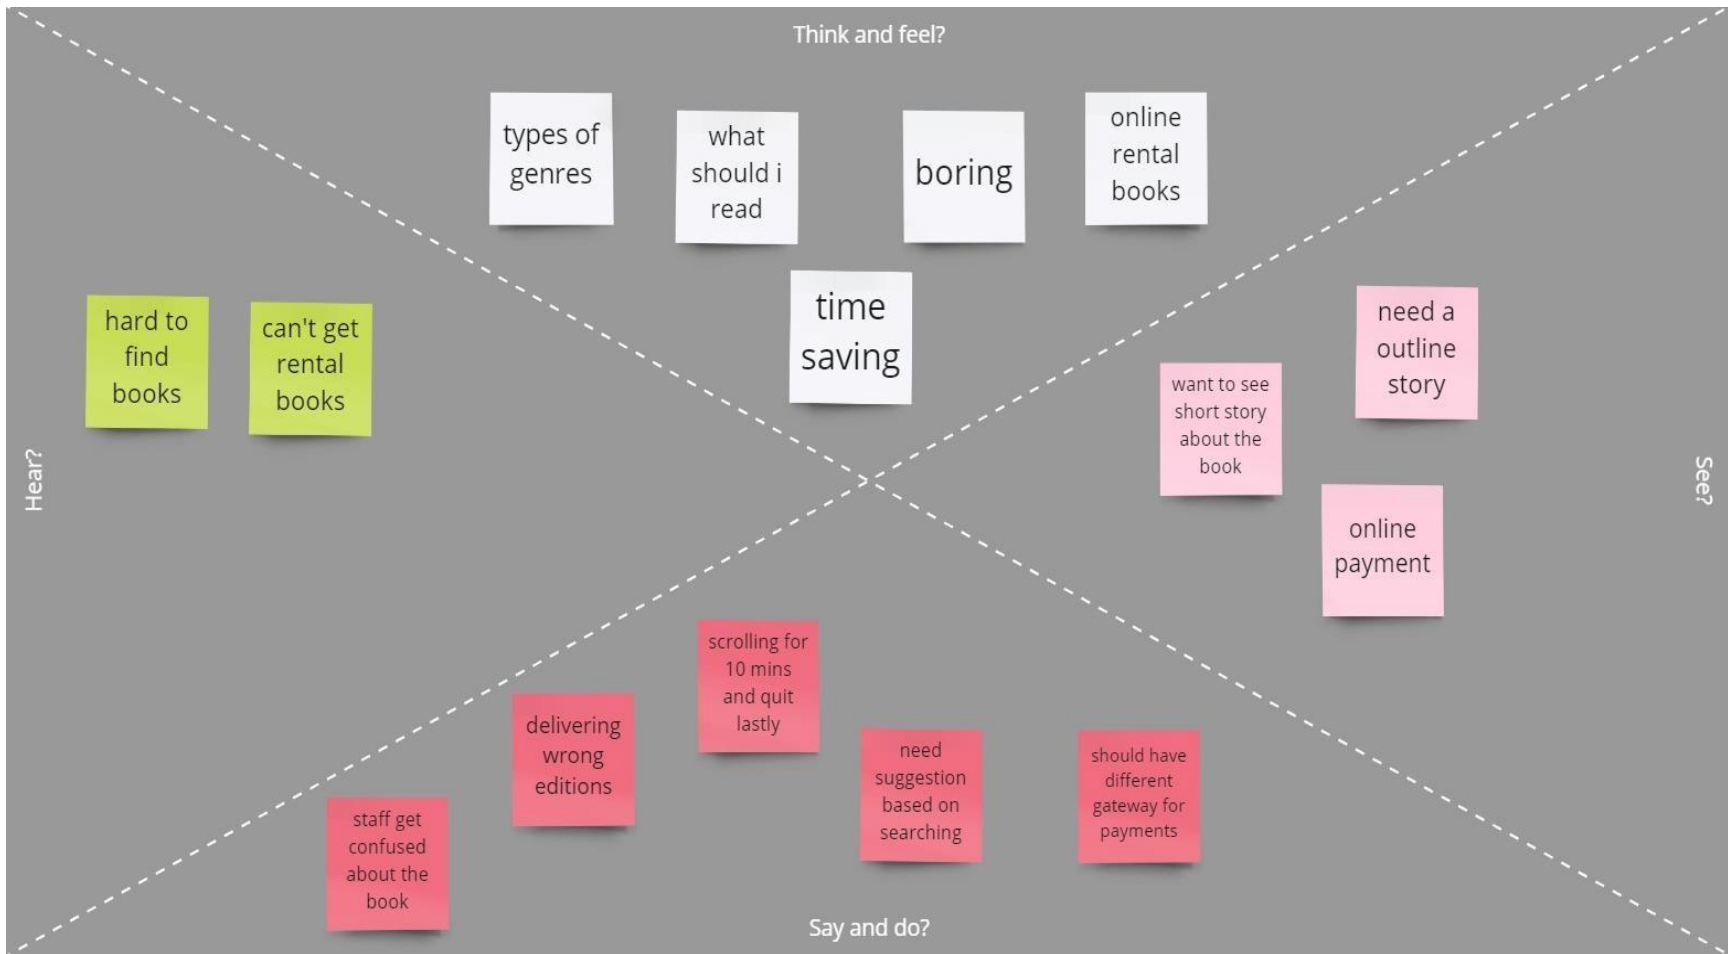 Think and feel?
types of
genres
what
should i
read
boring
online
rental
books
time
saving
Hear?
hard to
find
books
can't get
rental
books
See?
need a
outline
story
want to see
short story
about the
book
online
payment
scrolling for
10 mins
and quit
lastly
delivering
wrong
editions
need
suggestion
based on
searching
should have
different
gateway for
payments
staff get
confused
about the
book
Say and do?